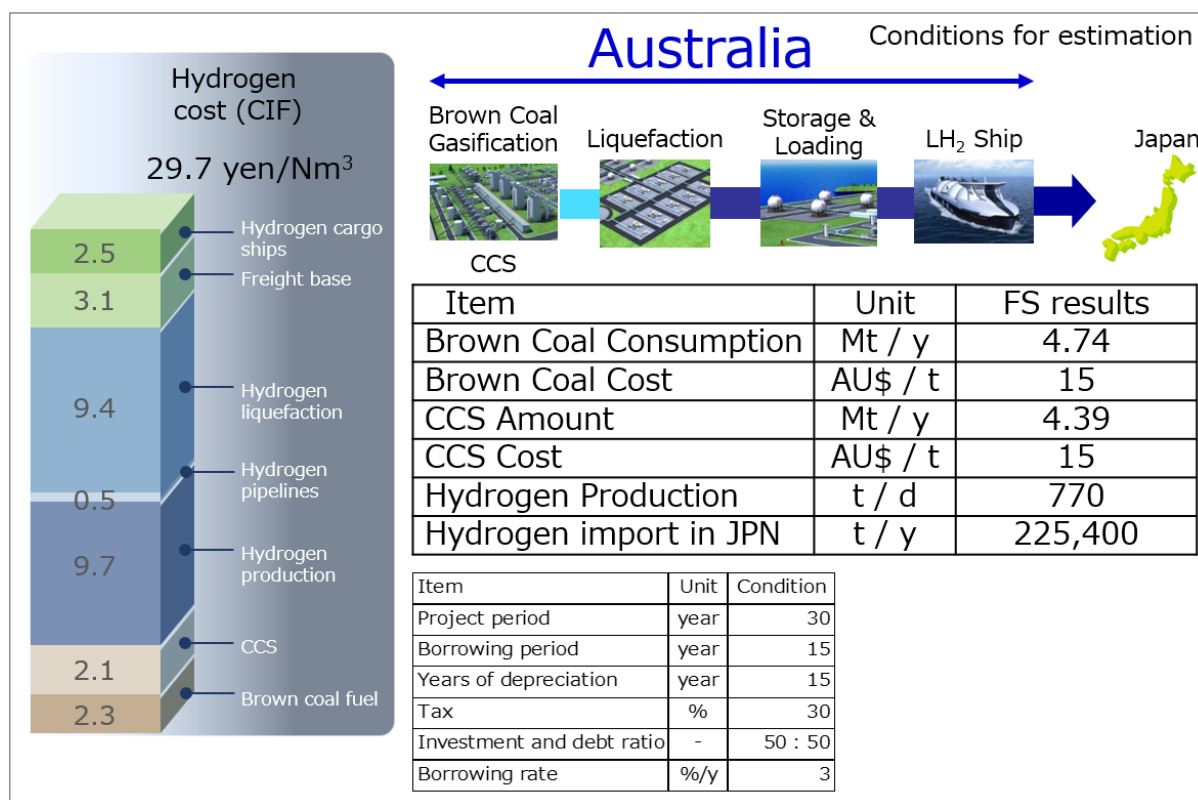 Hydrogen
cost (CIF)
29.7 yen/Nm³
2.5
Hydrogen cargo
ships
3.1
Freight base
9.4
Hydrogen
liquefaction
0.5
Hydrogen
pipelines
9.7
Hydrogen
production
2.1
CCS
2.3
Brown coal fuel
Australia
Conditions for estimation
Brown Coal
Gasification
Liquefaction
Storage &
Loading
LH₂ Ship
Japan
CCS
Item Unit FS results
Brown Coal Consumption Mt / y 4.74
Brown Coal Cost AU$ / t 15
CCS Amount Mt / y 4.39
CCS Cost AU$ / t 15
Hydrogen Production t / d 770
Hydrogen import in JPN t / y 225,400
Item Unit Condition
Project period year 30
Borrowing period year 15
Years of depreciation year 15
Tax % 30
Investment and debt ratio - 50 : 50
Borrowing rate %/y 3